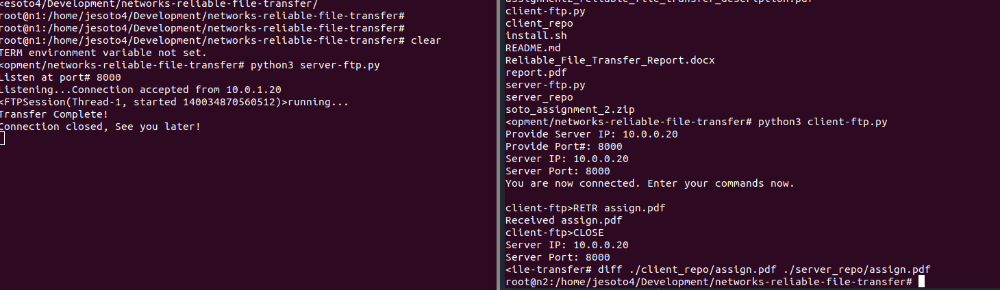 <esoto4/Development/networks-reliable-file-transfer/
root@n1:/home/jesoto4/Development/networks-reliable-file-transfer#
root@n1:/home/jesoto4/Development/networks-reliable-file-transfer#
root@n1:/home/jesoto4/Development/networks-reliable-file-transfer# clear
TERM environment variable not set.
<opment/networks-reliable-file-transfer# python3 server-ftp.py
Listen at port# 8000
Listening...Connection accepted from 10.0.1.20
<FTPSession(Thread-1, started 140034870560512)>running...
Transfer Complete!
Connection closed, See you later!
assignment2_reliable_file_transfer_description.pdf
client-ftp.py
client_repo
install.sh
README.md
Reliable_File_Transfer_Report.docx
report.pdf
server-ftp.py
server_repo
soto_assignment_2.zip
<opment/networks-reliable-file-transfer# python3 client-ftp.py
Provide Server IP: 10.0.0.20
Provide Port#: 8000
Server IP: 10.0.0.20
Server Port: 8000
You are now connected. Enter your commands now.
client-ftp>RETR assign.pdf
Received assign.pdf
client-ftp>CLOSE
Server IP: 10.0.0.20
Server Port: 8000
<ile-transfer# diff ./client_repo/assign.pdf ./server_repo/assign.pdf
root@n2:/home/jesoto4/Development/networks-reliable-file-transfer#